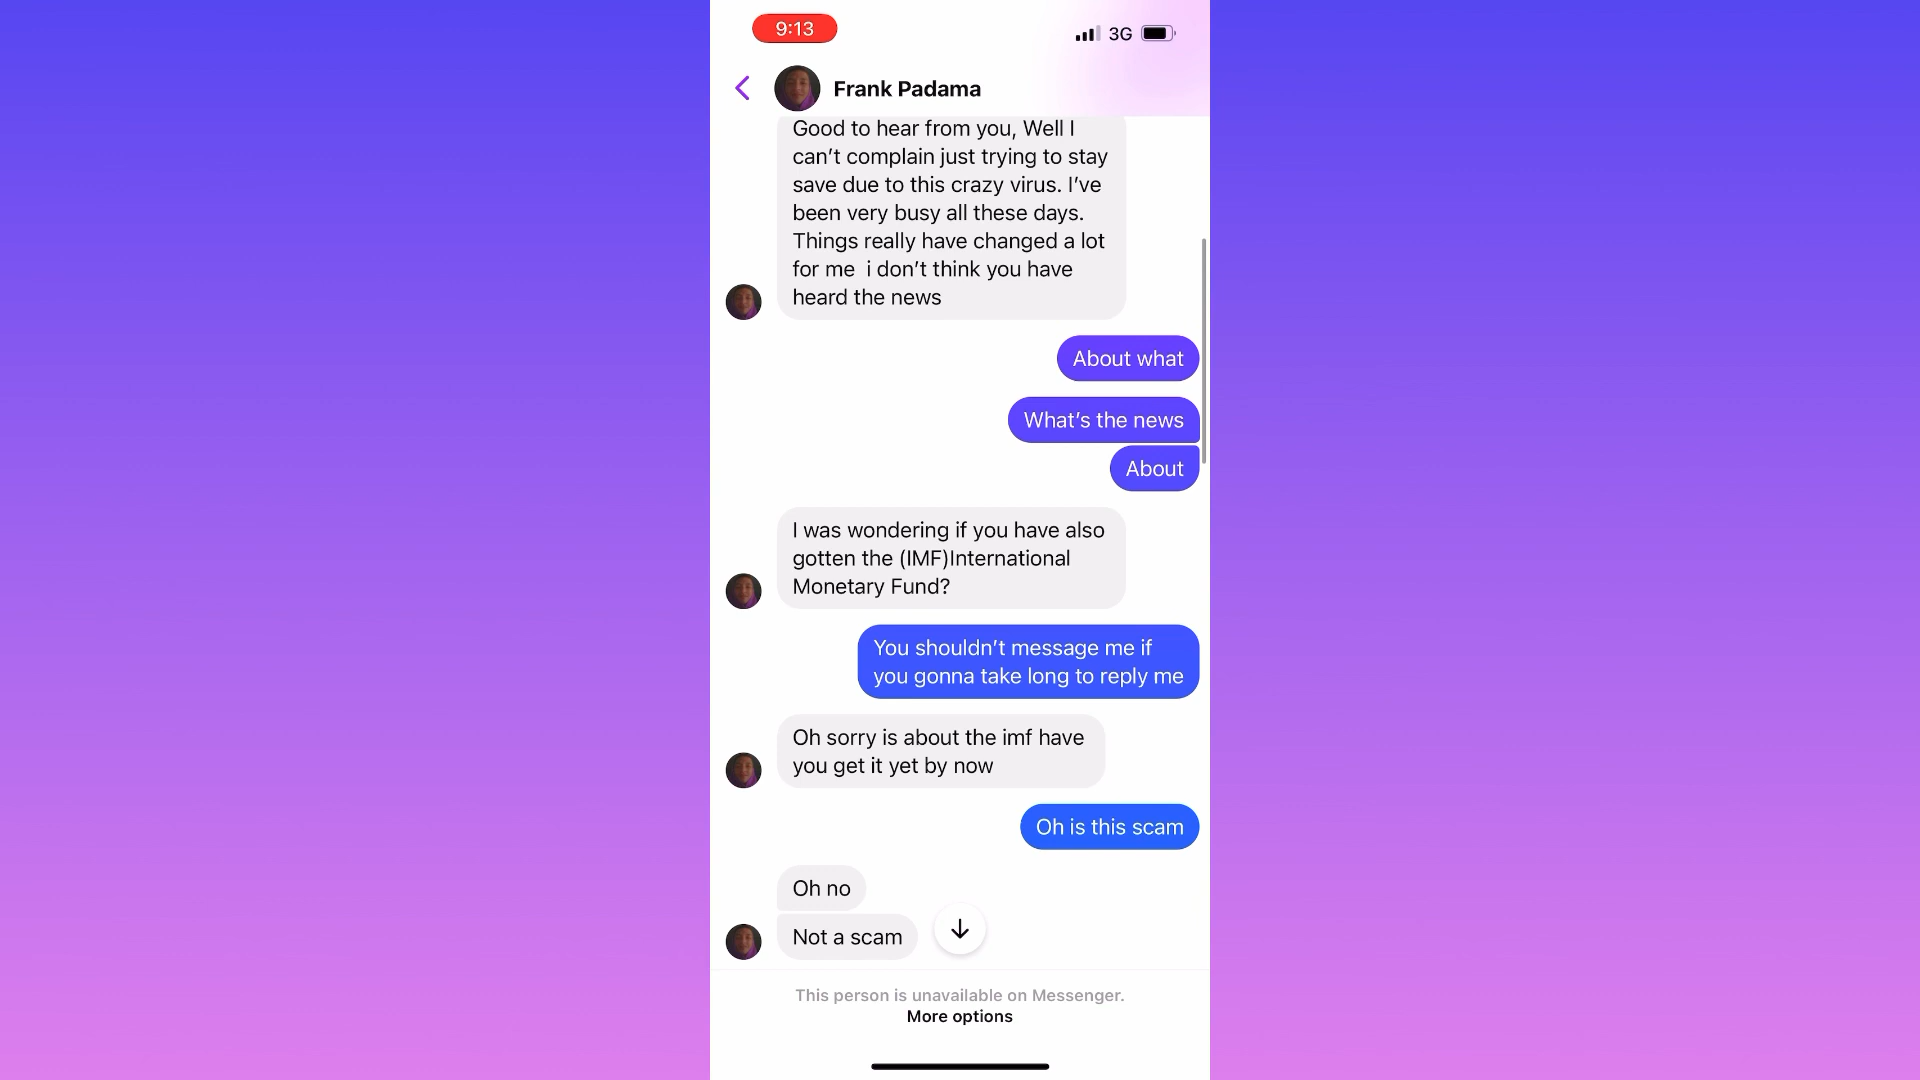 9:13
3G
Frank Padama
Good to hear from you, Well I
can't complain just trying to stay
save due to this crazy virus. I've
been very busy all these days.
Things really have changed a lot
for me  i don't think you have
heard the news
About what
What's the news
About
I was wondering if you have also
gotten the (IMF)International
Monetary Fund?
You shouldn't message me if
you gonna take long to reply me
Oh sorry is about the imf have
you get it yet by now
Oh is this scam
Oh no
Not a scam
This person is unavailable on Messenger.
More options